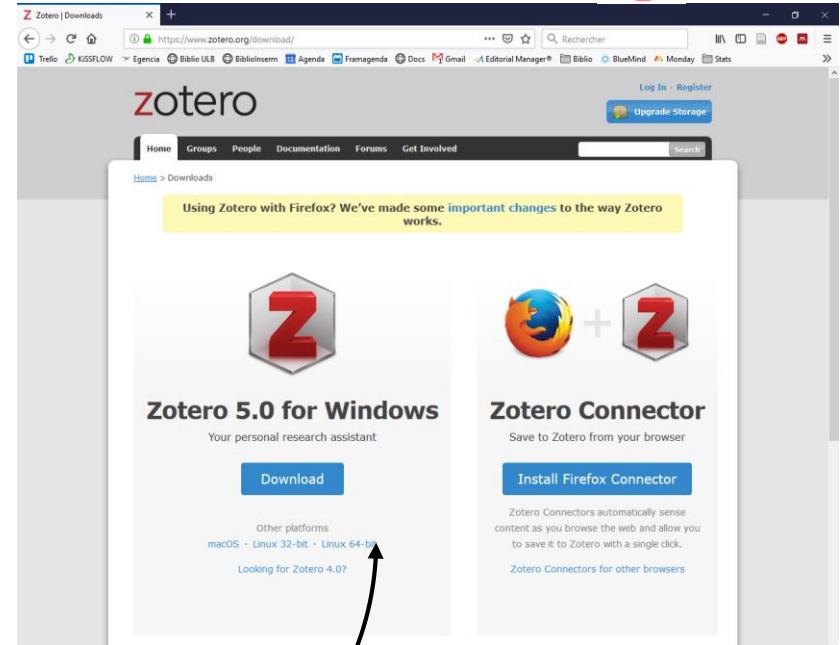 Zotero | Downloads
https://www.zotero.org/download/
Rechercher
Trello KiSSFLOW Egencia Biblio ULB BiblioInserm Agenda Framagenda Docs Gmail Editorial Manager® Biblio BlueMind Monday Stats
zotero
Log In · Register
Upgrade Storage
Home Groups People Documentation Forums Get Involved
Search
Home > Downloads
Using Zotero with Firefox? We've made some important changes to the way Zotero
works.
Zotero 5.0 for Windows
Your personal research assistant
Download
Other platforms
macOS · Linux 32-bit · Linux 64-bit
Looking for Zotero 4.0?
Zotero Connector
Save to Zotero from your browser
Install Firefox Connector
Zotero Connectors automatically sense
content as you browse the web and allow you
to save it to Zotero with a single click.
Zotero Connectors for other browsers